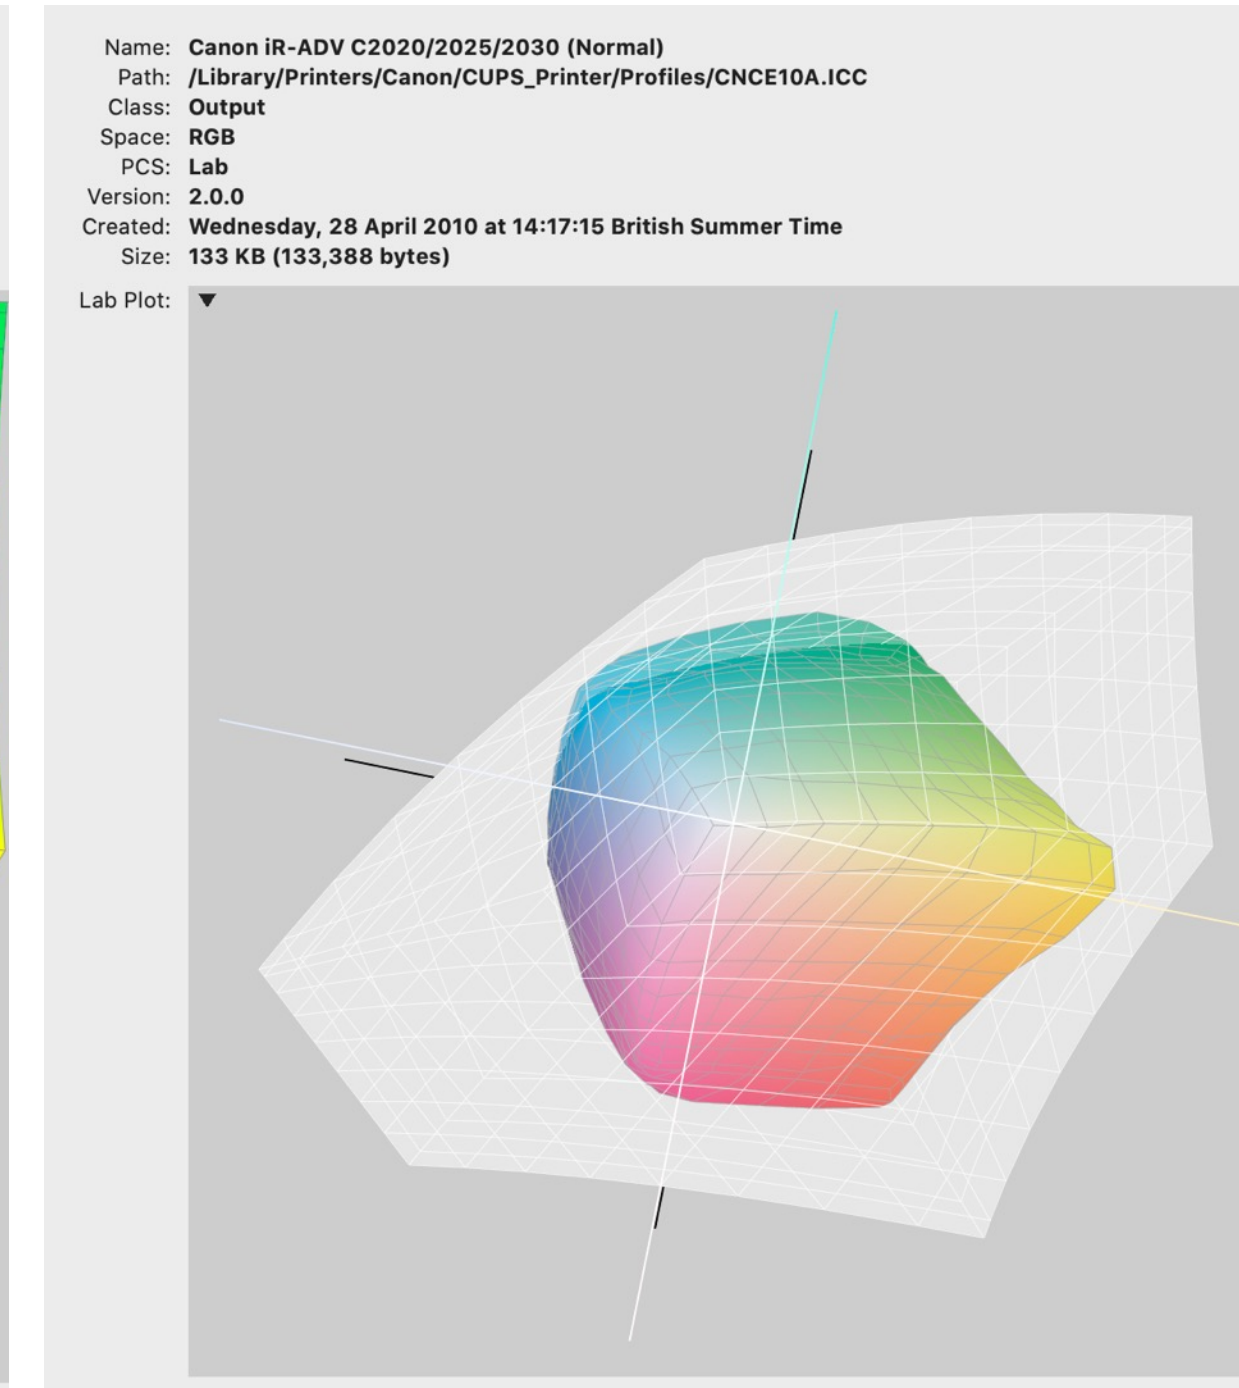 Name: Canon iR-ADV C2020/2025/2030 (Normal)
Path: /Library/Printers/Canon/CUPS_Printer/Profiles/CNCE10A.ICC
Class: Output
Space: RGB
PCS: Lab
Version: 2.0.0
Created: Wednesday, 28 April 2010 at 14:17:15 British Summer Time
Size: 133 KB (133,388 bytes)
Lab Plot: